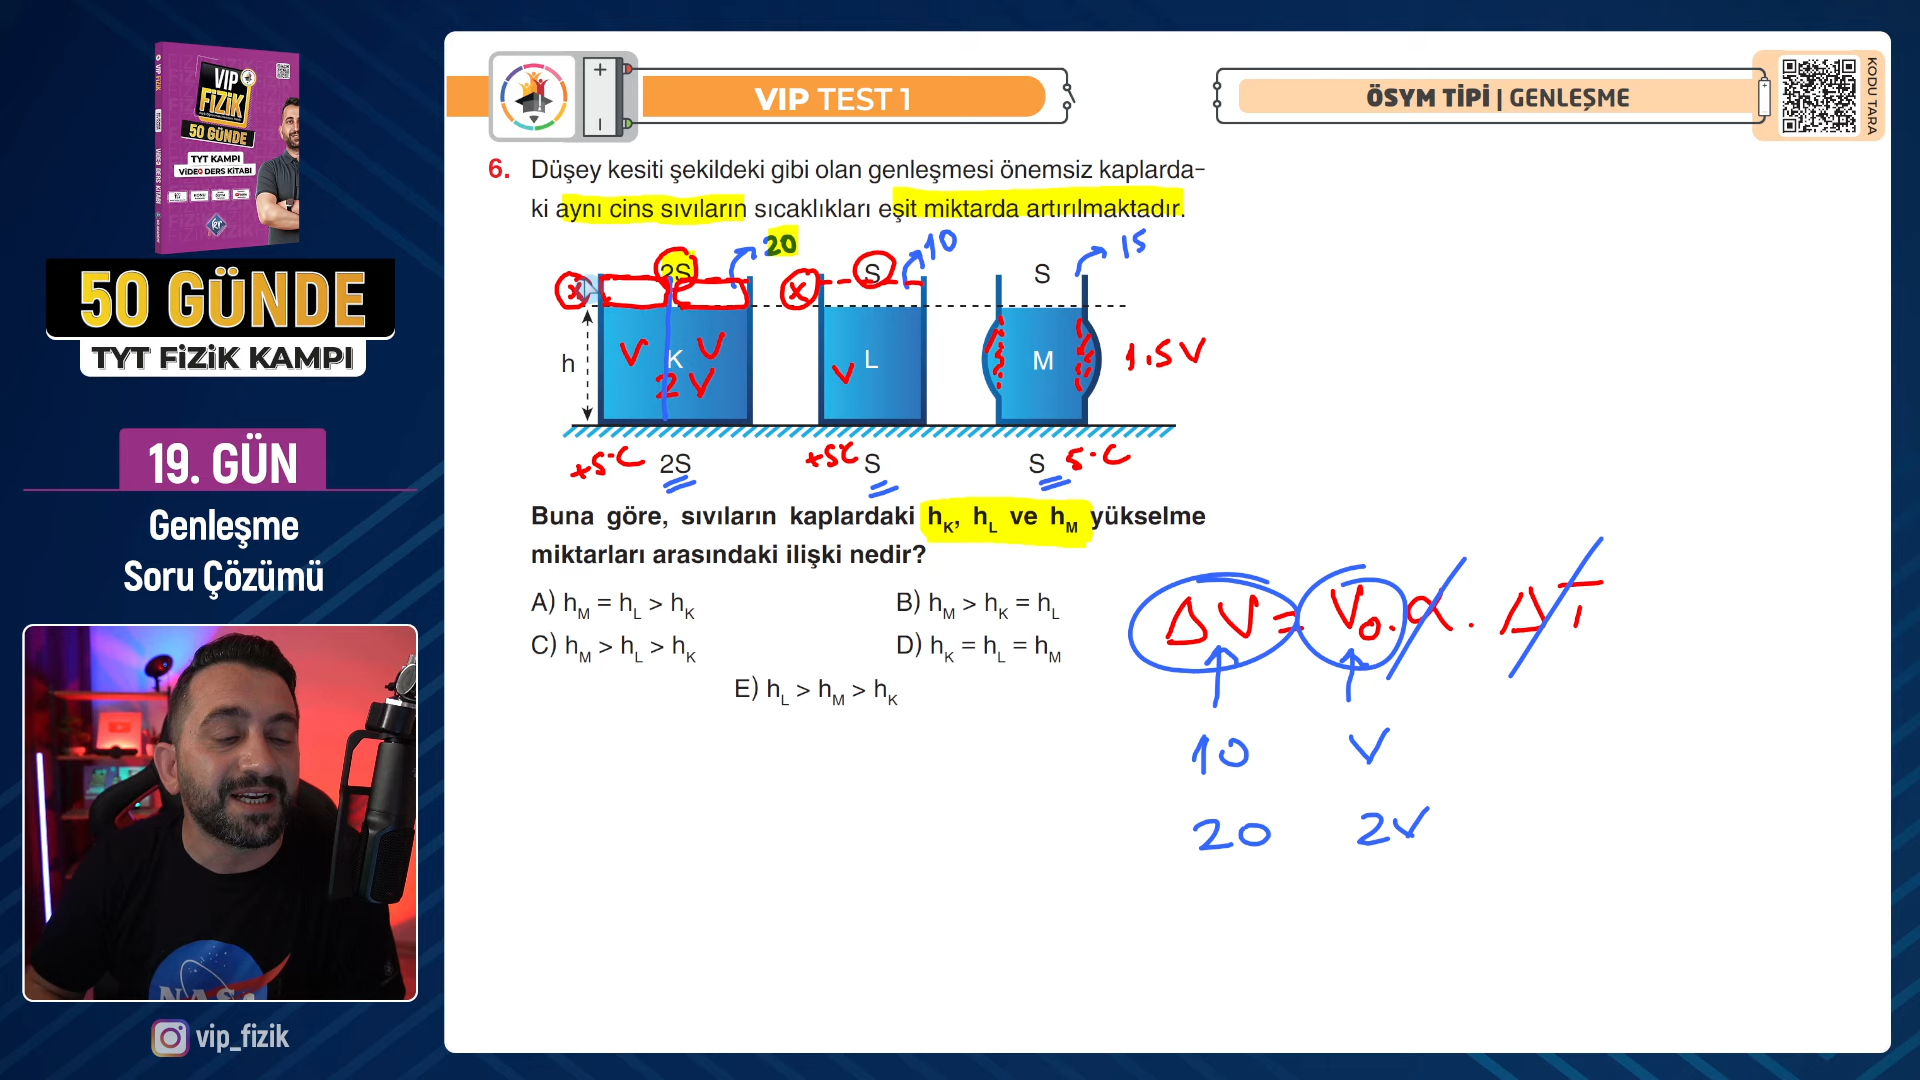 VIP
FİZİK
50 GÜNDE
TYT KAMPI
VİDEO DERS KİTABI
50 GÜNDE
TYT FİZİK KAMPI
19. GÜN
Genleşme
Soru Çözümü
NASA
vip_fizik
VIP TEST 1
ÖSYM TİPİ | GENLEŞME
KODU TARA
6. Düşey kesiti şekildeki gibi olan genleşmesi önemsiz kaplarda-
ki aynı cins sıvıların sıcaklıkları eşit miktarda artırılmaktadır.
20 10 15
2S S S
x x
h V K V V L M 1.5V
2V
+5°C 2S +5°C S S 5°C
Buna göre, sıvıların kaplardaki hK, hL ve hM yükselme
miktarları arasındaki ilişki nedir?
A) hM = hL > hK B) hM > hK = hL
C) hM > hL > hK D) hK = hL = hM
E) hL > hM > hK
ΔV = V₀ . α . ΔT
10 V
20 2V